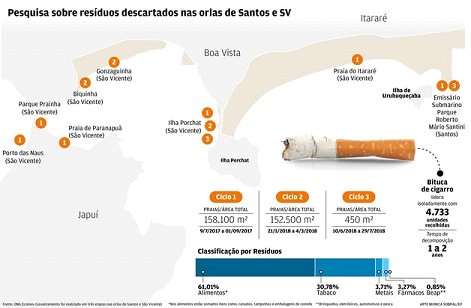 Pesquisa sobre resíduos descartados nas orlas de Santos e SV
Itararé
Boa Vista
2
Gonzaguinha
(São Vicente)
1
Praia do Itararé
(São Vicente)
2
Biquinha
(São Vicente)
Ilha de
Urubuqueçaba
1 3
Emissário
Submarino
Parque
Roberto
Mário Santini
(Santos)
Parque Prainha
(São Vicente)
1
1
2
3
Ilha Porchat
(São Vicente)
1
Praia de Paranapuã
(São Vicente)
1
Porto das Naus
(São Vicente)
Ilha Porchat
Japuí
Bituca
de cigarro
lidera
isoladamente com
4.733
unidades
recolhidas
Tempo de
decomposição
1 a 2
anos
Ciclo 1 Ciclo 2 Ciclo 3
PRAIAS/ÁREA TOTAL PRAIAS/ÁREA TOTAL PRAIAS/ÁREA TOTAL
158.100 m² 152.500 m² 450 m²
9/7/2017 a 01/09/2017 21/1/2018 a 4/3/2018 10/6/2018 a 29/7/2018
Classificação por Resíduos
61,01% 30,78% 3,71% 3,27% 0,85%
Alimentos* Tabaco Metais Fármacos Beap**
Fonte: ONG Ecomov (Levantamento foi realizado em três etapas nas orlas de Santos e São Vicente)
*Nos alimentos estão somados itens como canudos, tampinhas e embalagens de comida
**Brinquedos, eletrônicos, automotivos e pesca
ARTE MONICA SOBRAL/EP